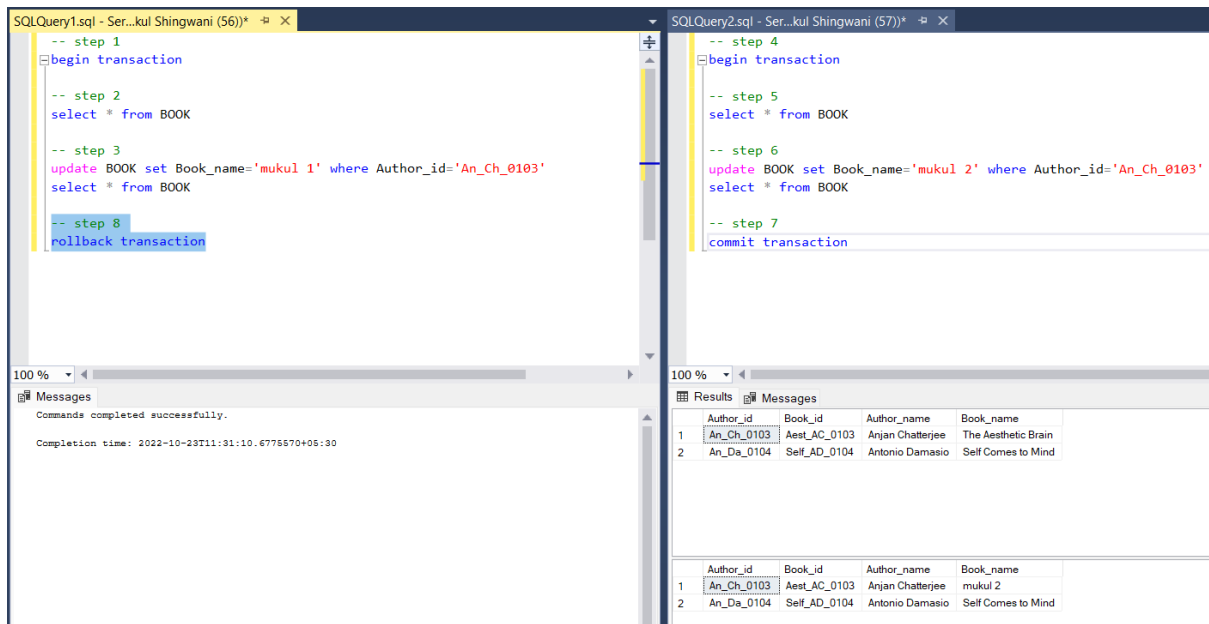 SQLQuery1.sql - Ser...kul Shingwani (56))*
-- step 1
begin transaction
-- step 2
select * from BOOK
-- step 3
update BOOK set Book_name='mukul 1' where Author_id='An_Ch_0103'
select * from BOOK
-- step 8
rollback transaction
100 %
Messages
Commands completed successfully.
Completion time: 2022-10-23T11:31:10.6775570+05:30
SQLQuery2.sql - Ser...kul Shingwani (57))*
-- step 4
begin transaction
-- step 5
select * from BOOK
-- step 6
update BOOK set Book_name='mukul 2' where Author_id='An_Ch_0103'
select * from BOOK
-- step 7
commit transaction
100 %
Results Messages
Author_id Book_id Author_name Book_name
1 An_Ch_0103 Aest_AC_0103 Anjan Chatterjee The Aesthetic Brain
2 An_Da_0104 Self_AD_0104 Antonio Damasio Self Comes to Mind
Author_id Book_id Author_name Book_name
1 An_Ch_0103 Aest_AC_0103 Anjan Chatterjee mukul 2
2 An_Da_0104 Self_AD_0104 Antonio Damasio Self Comes to Mind